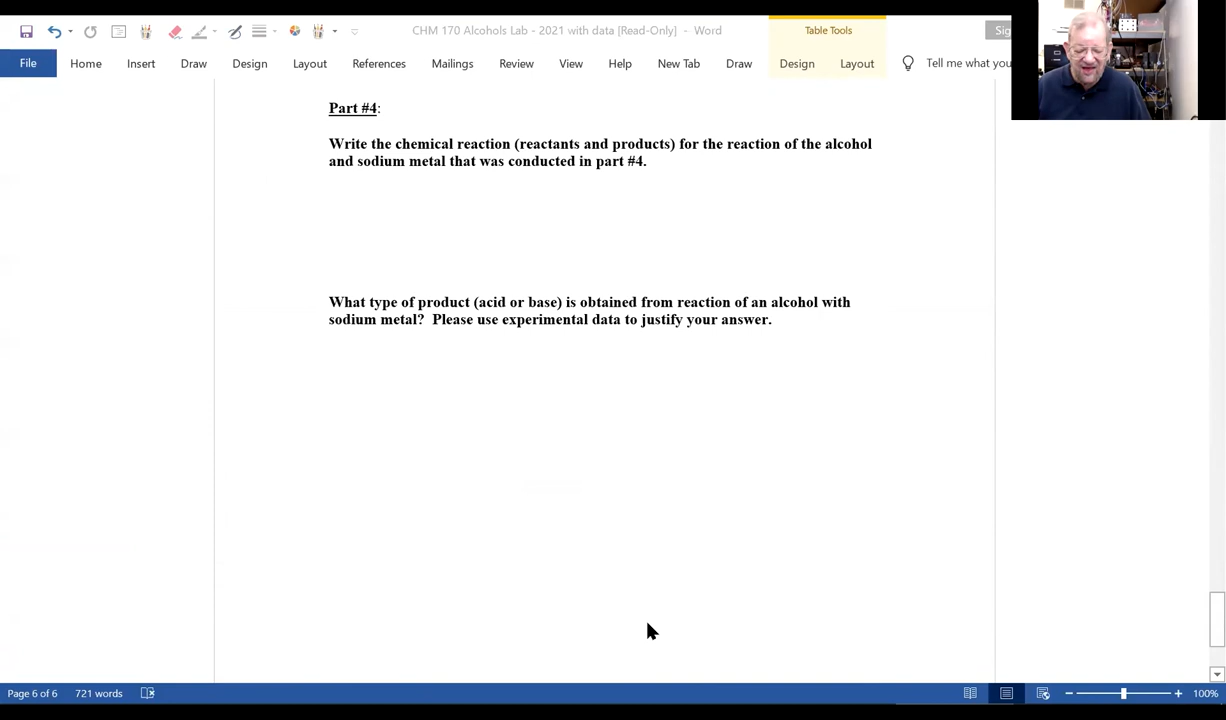 CHM 170 Alcohols Lab - 2021 with data [Read-Only] - Word
Table Tools
File Home Insert Draw Design Layout References Mailings Review View Help New Tab Draw Design Layout Tell me what you
Part #4:
Write the chemical reaction (reactants and products) for the reaction of the alcohol
and sodium metal that was conducted in part #4.
What type of product (acid or base) is obtained from reaction of an alcohol with
sodium metal? Please use experimental data to justify your answer.
Page 6 of 6 721 words 100%